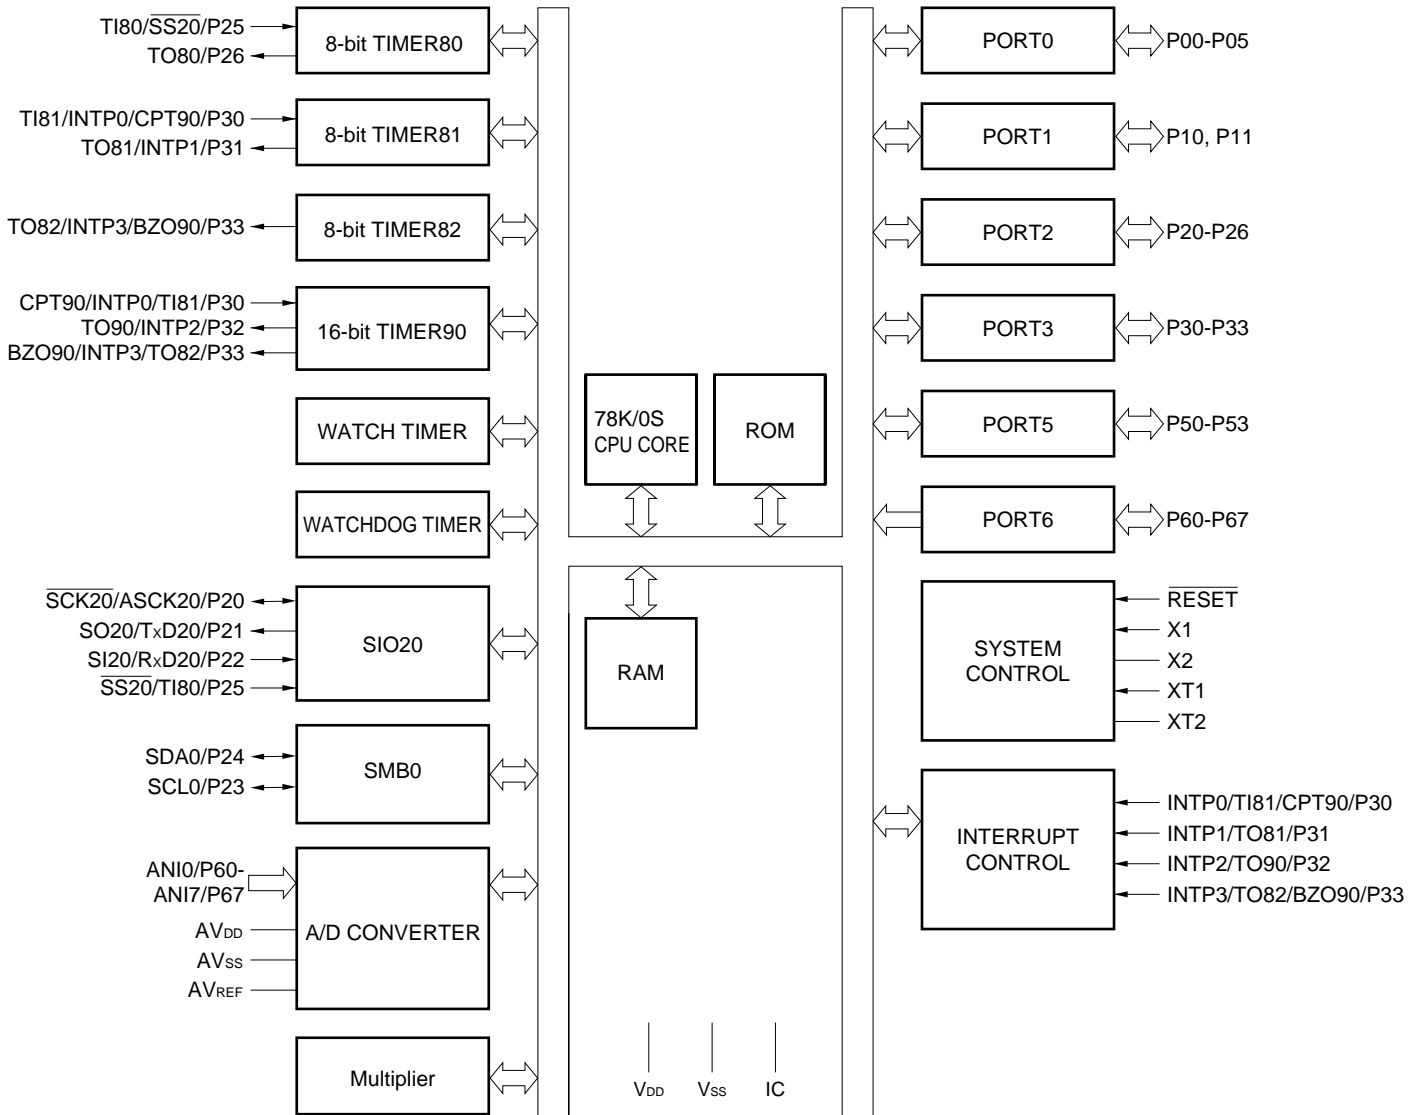 TI80/SS20/P25
TO80/P26
8-bit TIMER80
TI81/INTP0/CPT90/P30
TO81/INTP1/P31
8-bit TIMER81
TO82/INTP3/BZO90/P33
8-bit TIMER82
CPT90/INTP0/TI81/P30
TO90/INTP2/P32
BZO90/INTP3/TO82/P33
16-bit TIMER90
WATCH TIMER
WATCHDOG TIMER
SCK20/ASCK20/P20
SO20/TxD20/P21
SI20/RxD20/P22
SS20/TI80/P25
SIO20
SDA0/P24
SCL0/P23
SMB0
ANI0/P60-
ANI7/P67
AVDD
AVSS
AVREF
A/D CONVERTER
Multiplier
78K/0S
CPU CORE
ROM
RAM
VDD
VSS
IC
PORT0
P00-P05
PORT1
P10, P11
PORT2
P20-P26
PORT3
P30-P33
PORT5
P50-P53
PORT6
P60-P67
SYSTEM
CONTROL
RESET
X1
X2
XT1
XT2
INTERRUPT
CONTROL
INTP0/TI81/CPT90/P30
INTP1/TO81/P31
INTP2/TO90/P32
INTP3/TO82/BZO90/P33